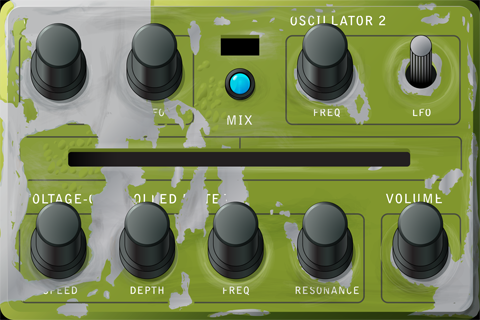 OSCILLATOR 2
FREQ LFO
MIX
VOLUME
SPEED DEPTH FREQ RESONANCE